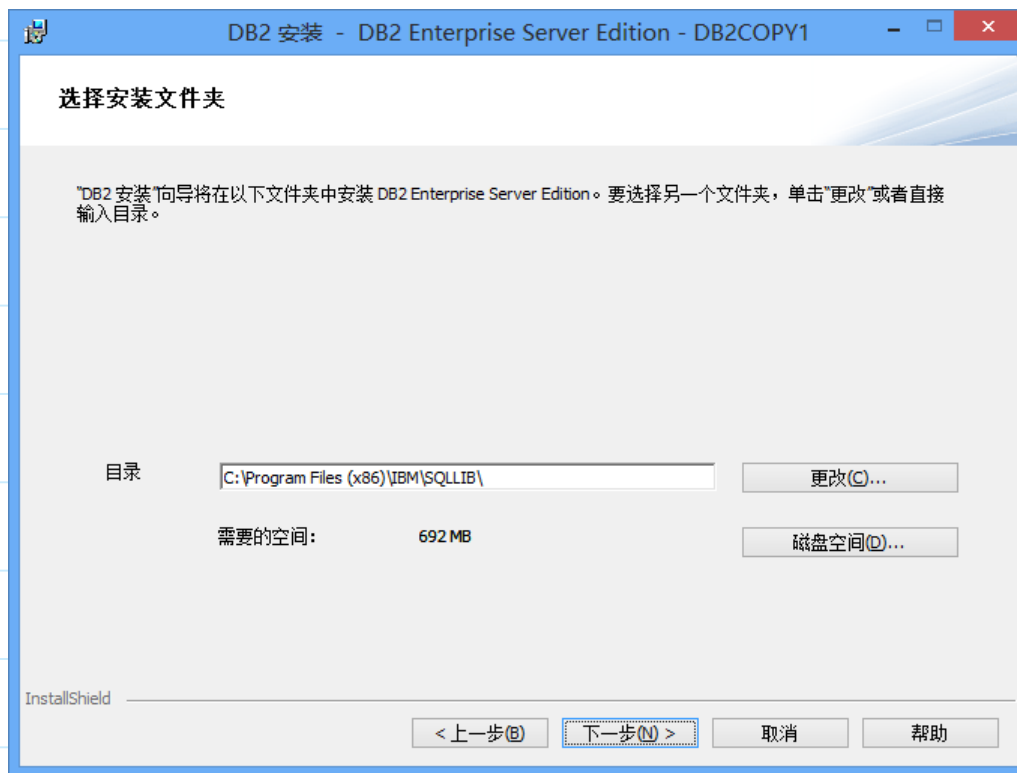 DB2 安装 - DB2 Enterprise Server Edition - DB2COPY1
选择安装文件夹
“DB2 安装”向导将在以下文件夹中安装 DB2 Enterprise Server Edition。要选择另一个文件夹，单击“更改”或者直接
输入目录。
目录 C:\Program Files (x86)\IBM\SQLLIB\ 更改(C)...
需要的空间： 692 MB 磁盘空间(D)...
InstallShield
< 上一步(B) 下一步(N) > 取消 帮助